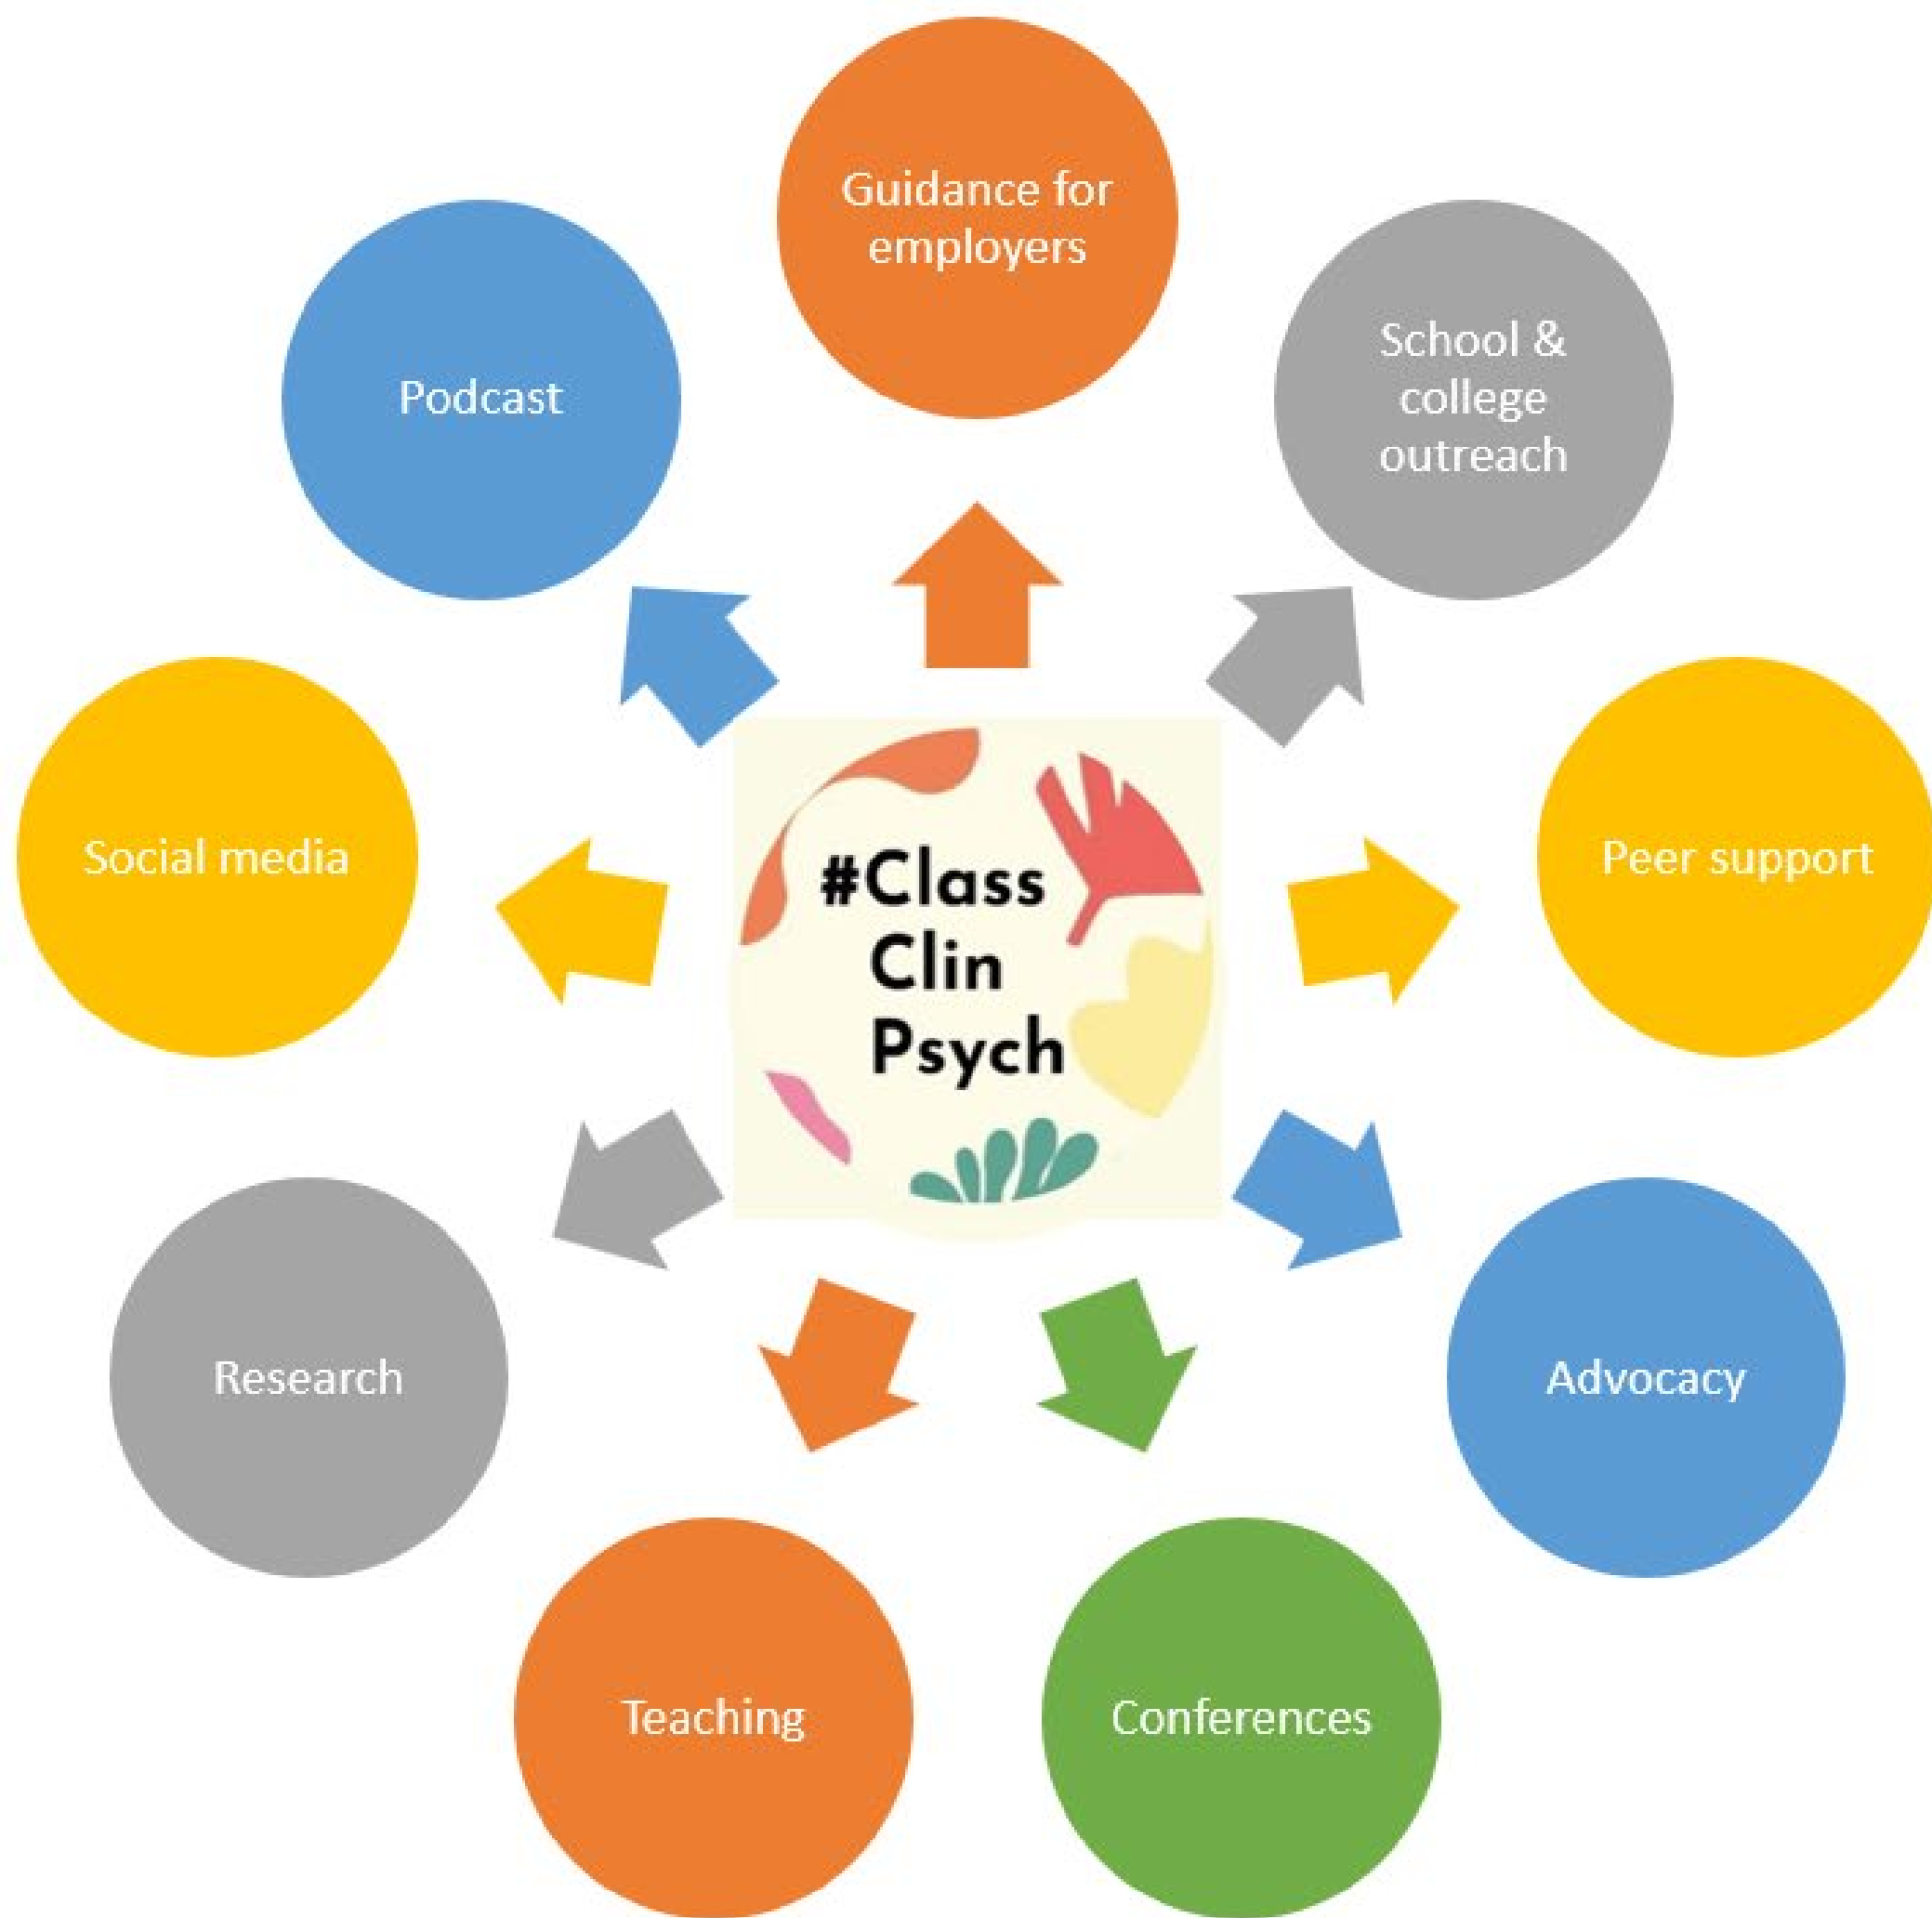 Guidance for
employers
School &
college
outreach
Peer support
Advocacy
Conferences
Teaching
Research
Social media
Podcast
#Class
Clin
Psych